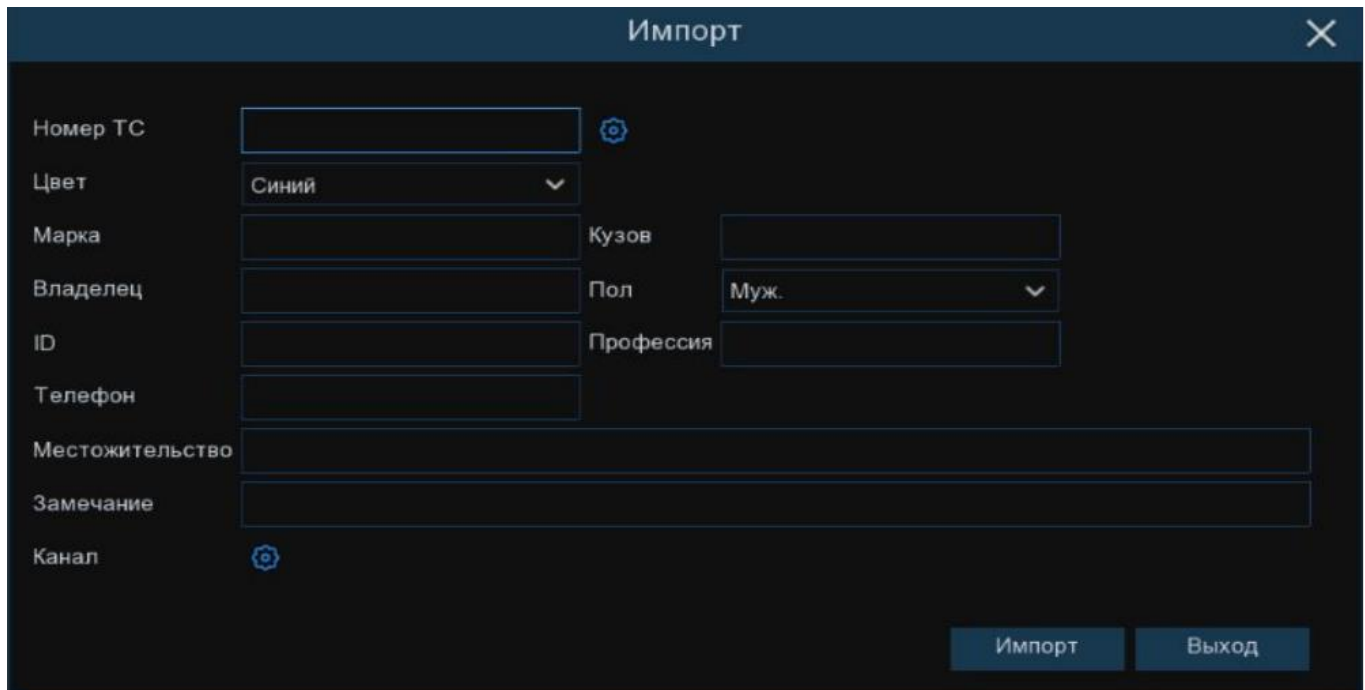 Импорт
Номер ТС
Цвет Синий
Марка Кузов
Владелец Пол Муж.
ID Профессия
Телефон
Местожительство
Замечание
Канал
Импорт Выход